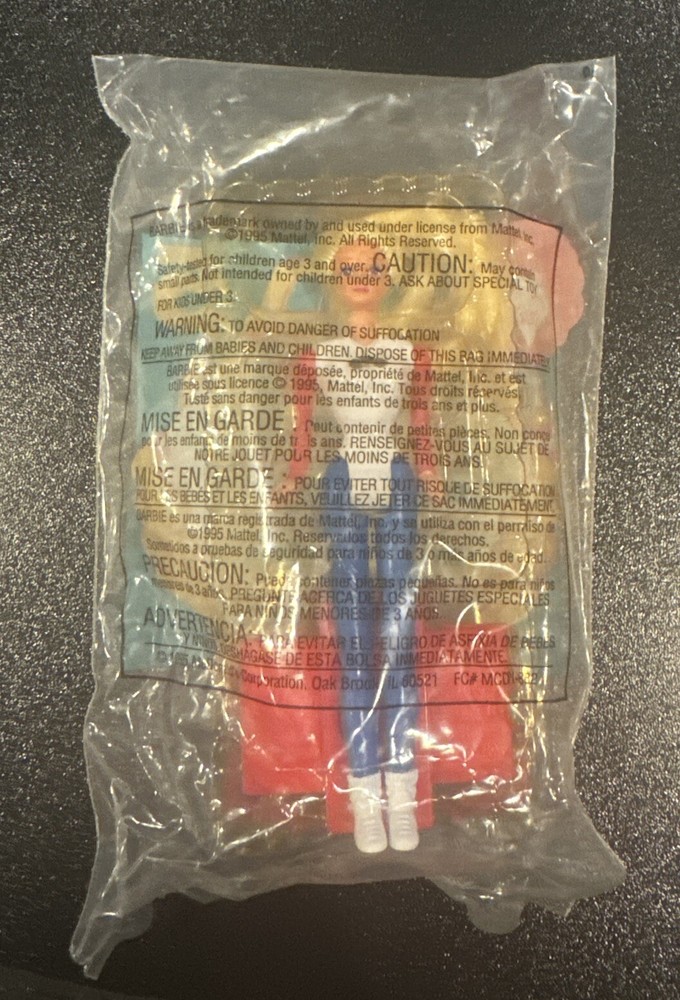 BARBIE is a trademark owned by and used under license from Mattel, Inc.
©1995 Mattel, Inc. All Rights Reserved.
Safety-tested for children age 3 and over. CAUTION: May contain
small parts. Not intended for children under 3. ASK ABOUT SPECIAL TOY
FOR KIDS UNDER 3.
WARNING: TO AVOID DANGER OF SUFFOCATION
KEEP AWAY FROM BABIES AND CHILDREN. DISPOSE OF THIS BAG IMMEDIATELY
BARBIE est une marque déposée, propriété de Mattel, Inc. et est
utilisée sous licence © 1995, Mattel, Inc. Tous droits réservés.
Testé sans danger pour les enfants de trois ans et plus.
MISE EN GARDE : Peut contenir de petites pièces. Non conçu
pour les enfants de moins de trois ans. RENSEIGNEZ-VOUS AU SUJET DE
NOTRE JOUET POUR LES MOINS DE TROIS ANS.
MISE EN GARDE : POUR EVITER TOUT RISQUE DE SUFFOCATION
POUR LES BEBES ET LES ENFANTS, VEUILLEZ JETER CE SAC IMMEDIATEMENT.
BARBIE es una marca registrada de Mattel, Inc. y se utiliza con el permiso de
©1995 Mattel, Inc. Reservados todos los derechos.
Sometidos a pruebas de seguridad para niños de 3 o más años de edad.
PRECAUCION: Puede contener piezas pequeñas. No es para niños
menores de 3 años. PREGUNTE ACERCA DE LOS JUGUETES ESPECIALES
PARA NIÑOS MENORES DE 3 AÑOS.
ADVERTENCIA: PARA EVITAR EL PELIGRO DE ASFIXIA DE BEBES
Y NIÑOS DESHAGASE DE ESTA BOLSA INMEDIATAMENTE.
Corporation. Oak Brook, IL 60521 FC#